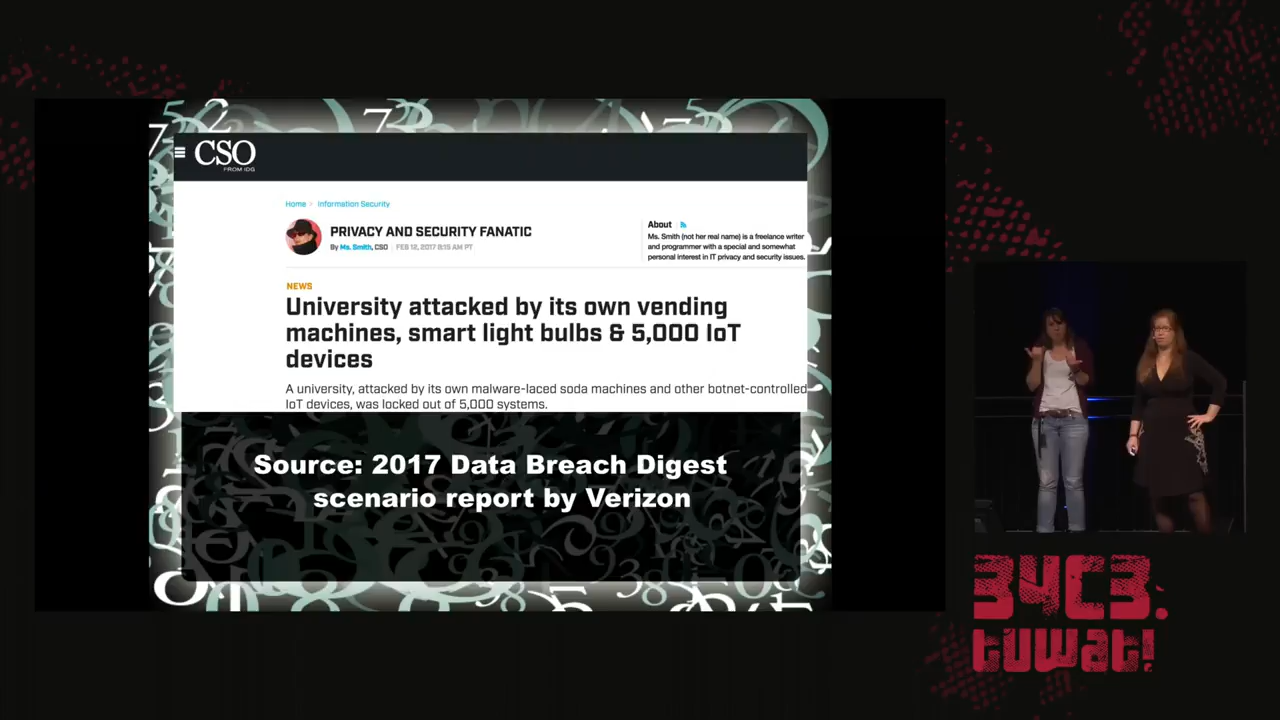 CSO
FROM IDG
Home > Information Security
PRIVACY AND SECURITY FANATIC
By Ms. Smith, CSO | FEB 12, 2017 8:15 AM PT
About
Ms. Smith (not her real name) is a freelance writer
and programmer with a special and somewhat
personal interest in IT privacy and security issues.
NEWS
University attacked by its own vending
machines, smart light bulbs & 5,000 IoT
devices
A university, attacked by its own malware-laced soda machines and other botnet-controlled
IoT devices, was locked out of 5,000 systems.
Source: 2017 Data Breach Digest
scenario report by Verizon
34C3.
tuwat!